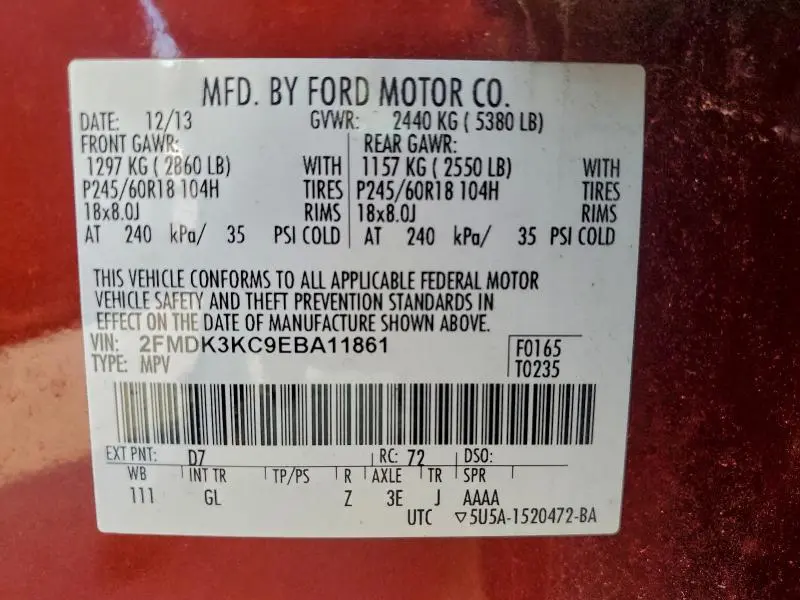 MFD. BY FORD MOTOR CO.
DATE: 12/13 GVWR: 2440 KG ( 5380 LB)
FRONT GAWR: REAR GAWR:
1297 KG ( 2860 LB) WITH 1157 KG ( 2550 LB) WITH
P245/60R18 104H TIRES P245/60R18 104H TIRES
18x8.0J RIMS 18x8.0J RIMS
AT 240 kPa/ 35 PSI COLD AT 240 kPa/ 35 PSI COLD
THIS VEHICLE CONFORMS TO ALL APPLICABLE FEDERAL MOTOR
VEHICLE SAFETY AND THEFT PREVENTION STANDARDS IN
EFFECT ON THE DATE OF MANUFACTURE SHOWN ABOVE.
VIN: 2FMDK3KC9EBA11861 F0165
TYPE: MPV T0235
EXT PNT: D7 RC: 72 DSO:
WB INT TR TP/PS R AXLE TR SPR
111 GL Z 3E J AAAA
UTC ▽5U5A-1520472-BA